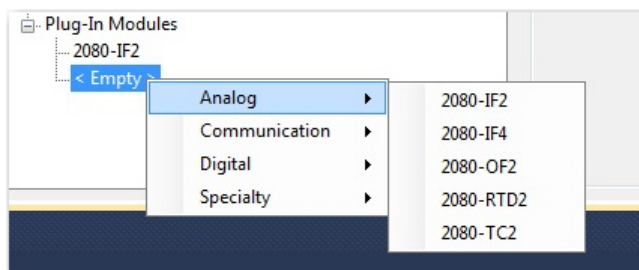 Plug-In Modules
2080-IF2
< Empty >
Analog
Communication
Digital
Specialty
2080-IF2
2080-IF4
2080-OF2
2080-RTD2
2080-TC2